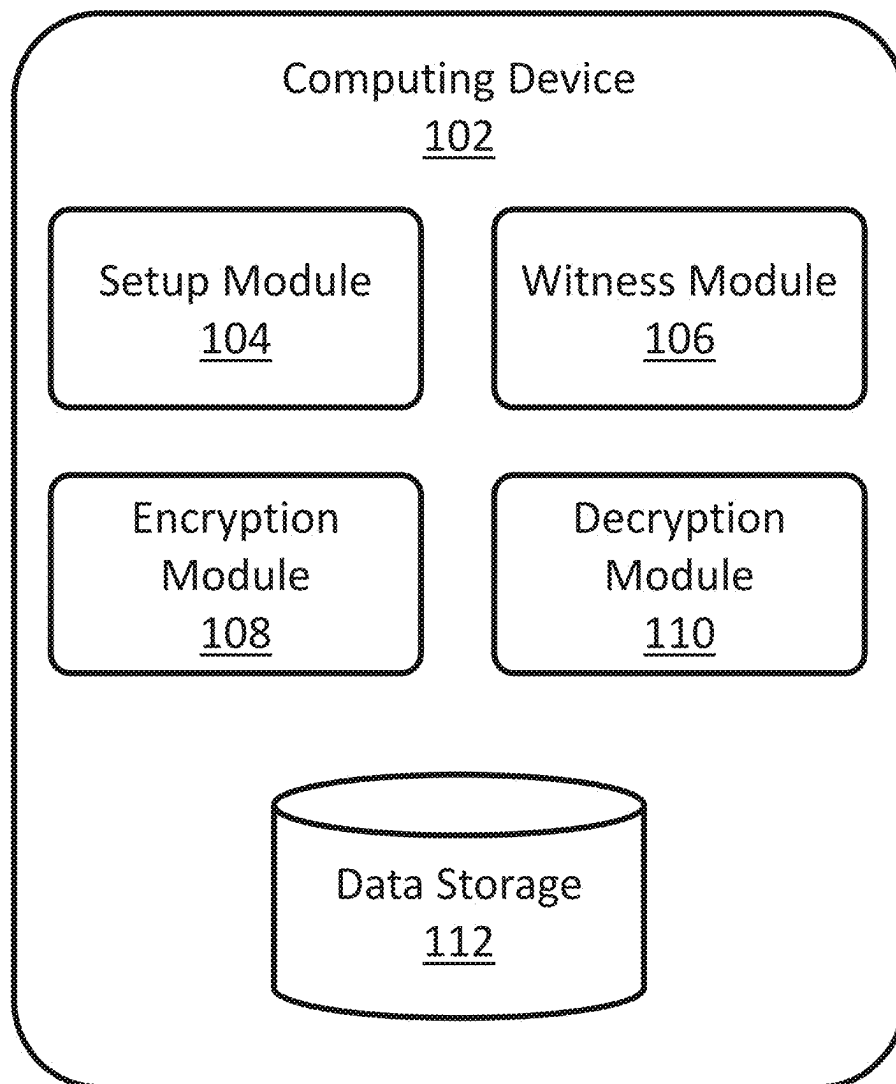 Computing Device
102
Setup Module
104
Witness Module
106
Encryption
Module
108
Decryption
Module
110
Data Storage
112